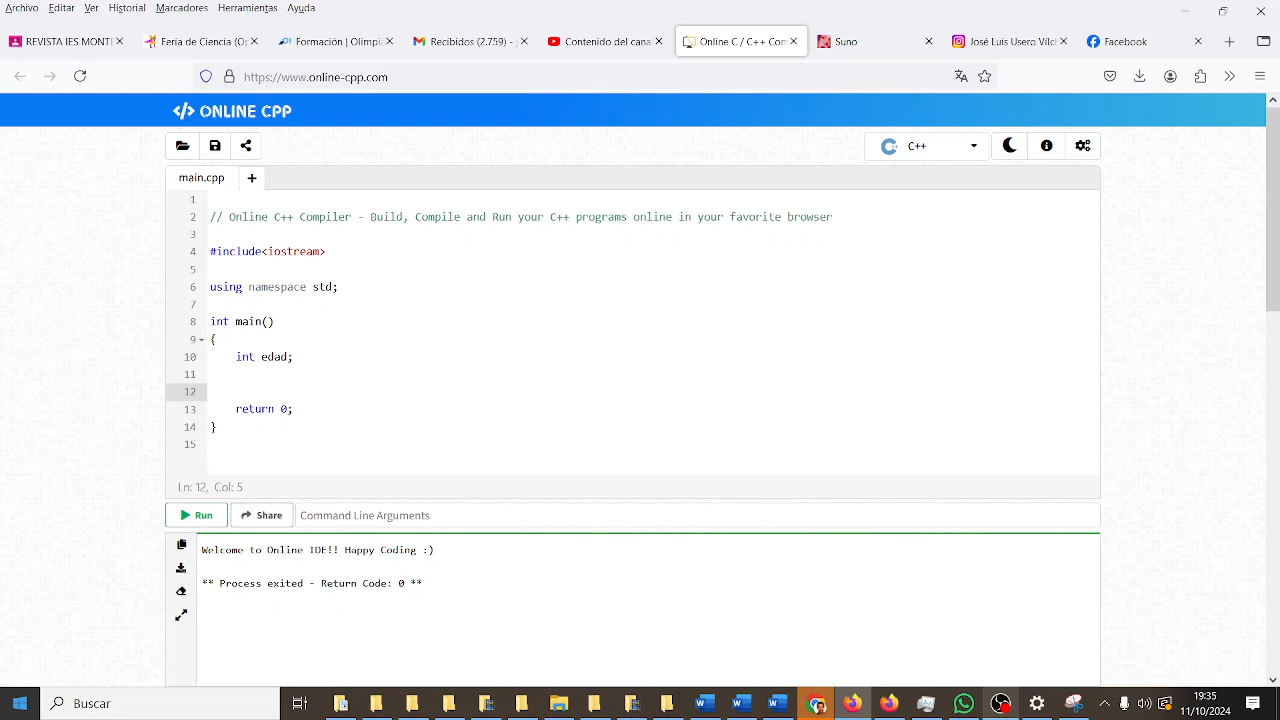 Archivo Editar Ver Historial Marcadores Herramientas Ayuda
REVISTA IES MONT Feria de Ciencia (Or Formación | Olimpia Recibidos (2.759) - j Contenido del cana Online C / C++ Com Suno José Luis Usero Vílc Facebook
https://www.online-cpp.com
</> ONLINE CPP
C++
main.cpp +
1
2 // Online C++ Compiler - Build, Compile and Run your C++ programs online in your favorite browser
3
4 #include<iostream>
5
6 using namespace std;
7
8 int main()
9 {
10 int edad;
11
12
13 return 0;
14 }
15
Ln: 12, Col: 5
Run Share Command Line Arguments
Welcome to Online IDE!! Happy Coding :)
** Process exited - Return Code: 0 **
Buscar
19:35
11/10/2024